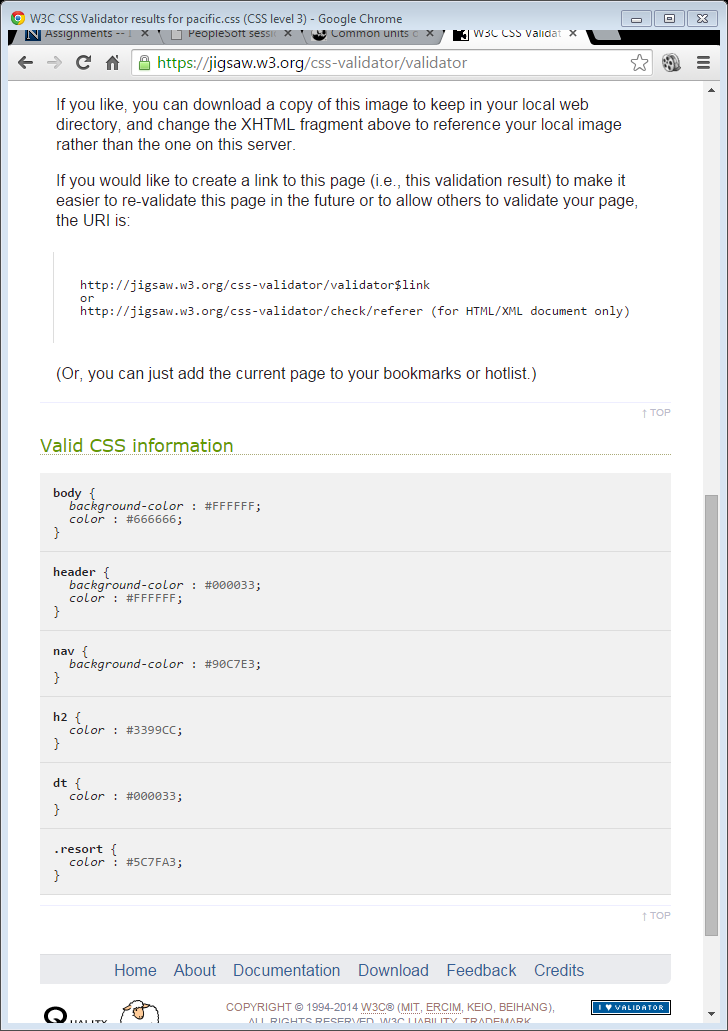 W3C CSS Validator results for pacific.css (CSS level 3) - Google Chrome
Assignments -- PeopleSoft sessi Common units c W3C CSS Validat
https://jigsaw.w3.org/css-validator/validator
If you like, you can download a copy of this image to keep in your local web
directory, and change the XHTML fragment above to reference your local image
rather than the one on this server.
If you would like to create a link to this page (i.e., this validation result) to make it
easier to re-validate this page in the future or to allow others to validate your page,
the URI is:
http://jigsaw.w3.org/css-validator/validator$link
or
http://jigsaw.w3.org/css-validator/check/referer (for HTML/XML document only)
(Or, you can just add the current page to your bookmarks or hotlist.)
↑ TOP
Valid CSS information
body {
background-color : #FFFFFF;
color : #666666;
}
header {
background-color : #000033;
color : #FFFFFF;
}
nav {
background-color : #90C7E3;
}
h2 {
color : #3399CC;
}
dt {
color : #000033;
}
.resort {
color : #5C7FA3;
}
↑ TOP
Home About Documentation Download Feedback Credits
QUALITY
COPYRIGHT © 1994-2014 W3C® (MIT, ERCIM, KEIO, BEIHANG),
I ♥ VALIDATOR
ALL RIGHTS RESERVED. W3C LIABILITY, TRADEMARK,